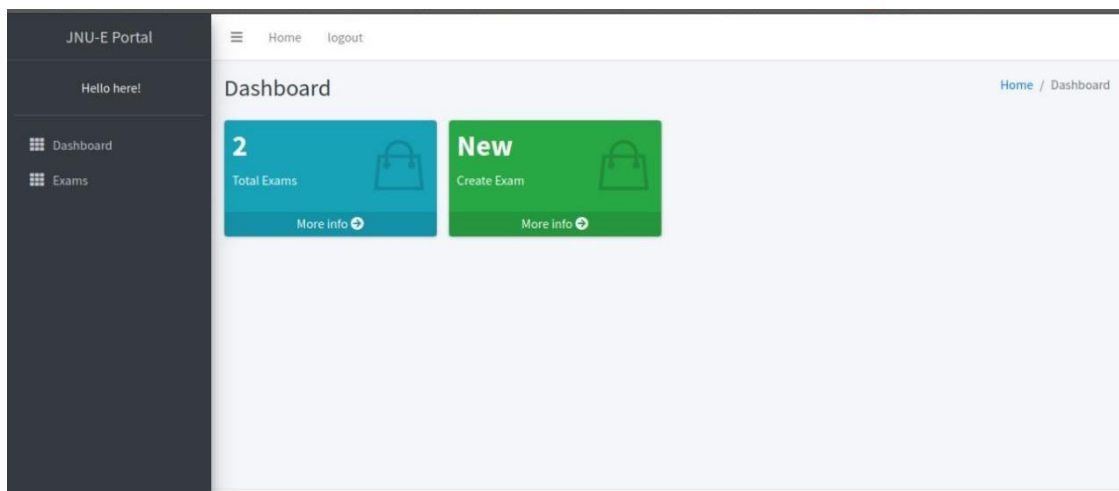 JNU-E Portal
Home logout
Hello here!
Dashboard
Exams
Dashboard
Home / Dashboard
2
Total Exams
More info
New
Create Exam
More info